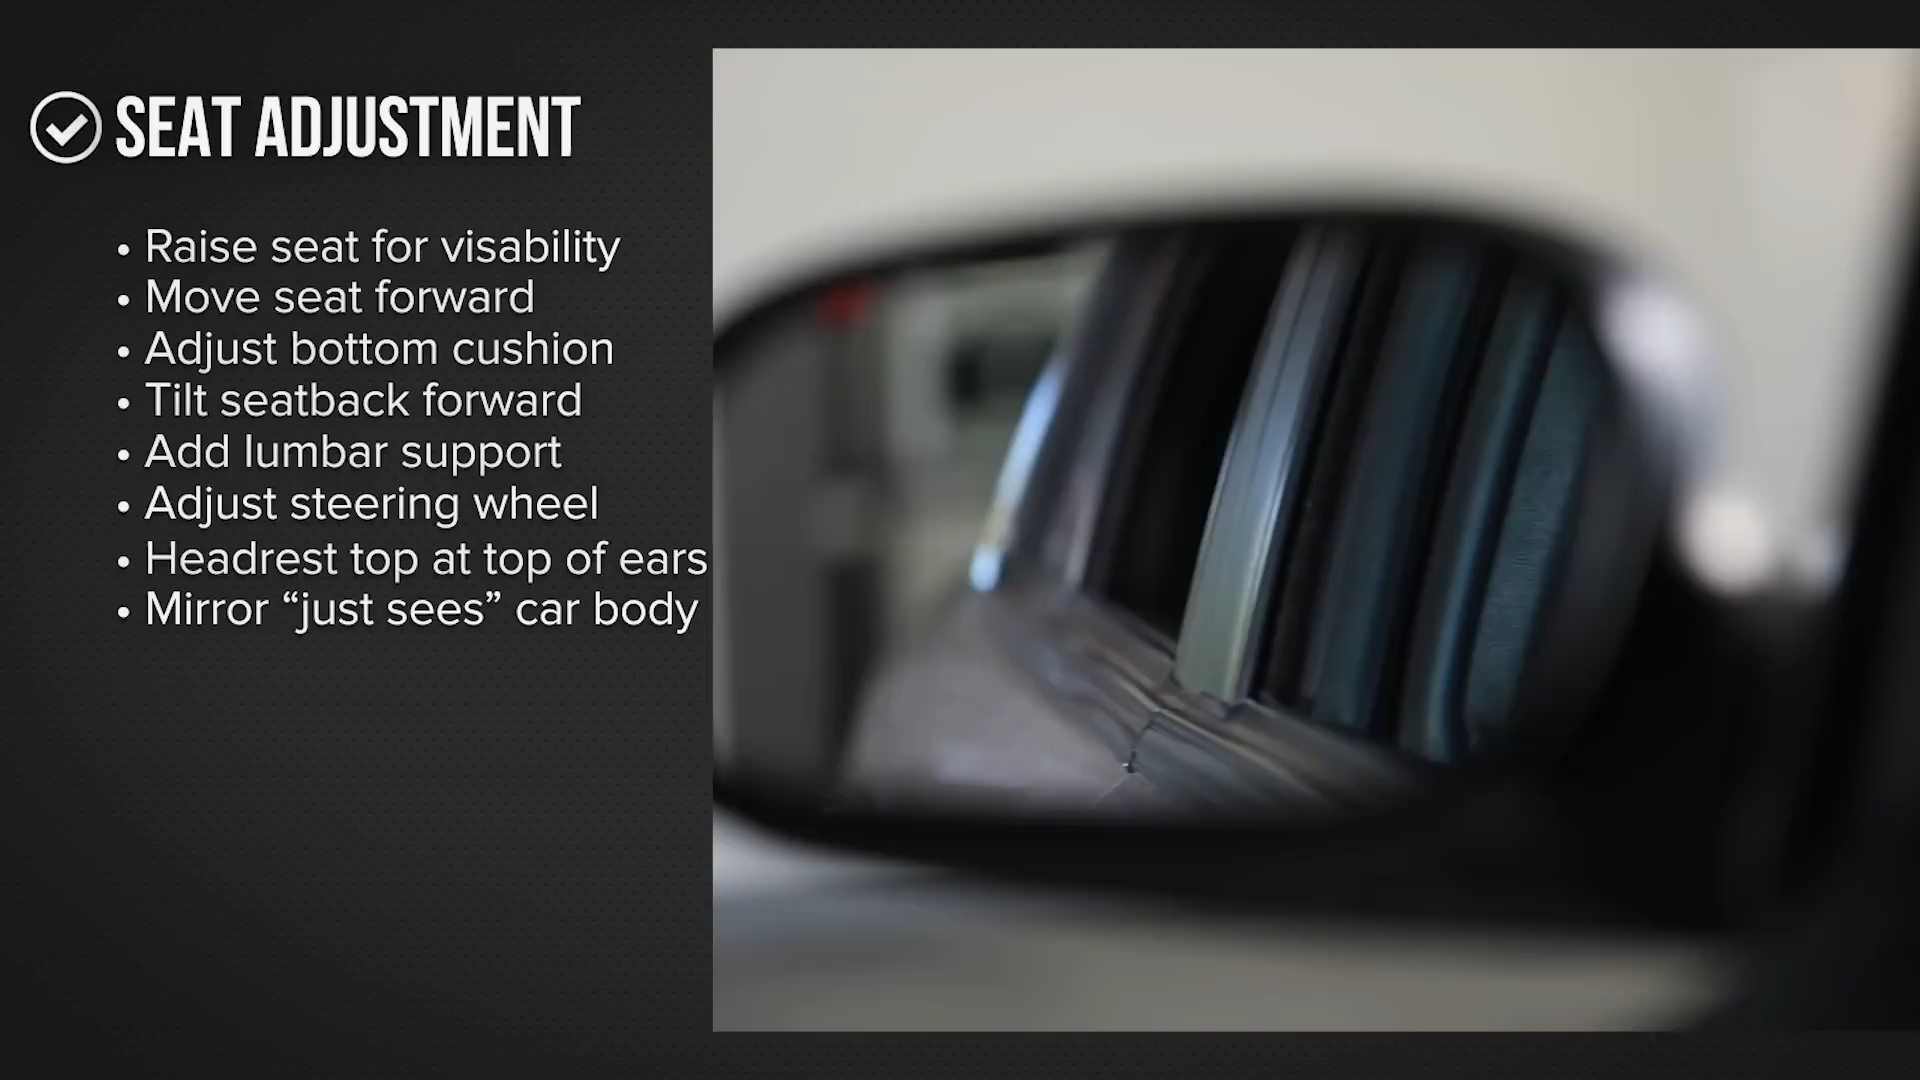 SEAT ADJUSTMENT
• Raise seat for visability
• Move seat forward
• Adjust bottom cushion
• Tilt seatback forward
• Add lumbar support
• Adjust steering wheel
• Headrest top at top of ears
• Mirror “just sees” car body